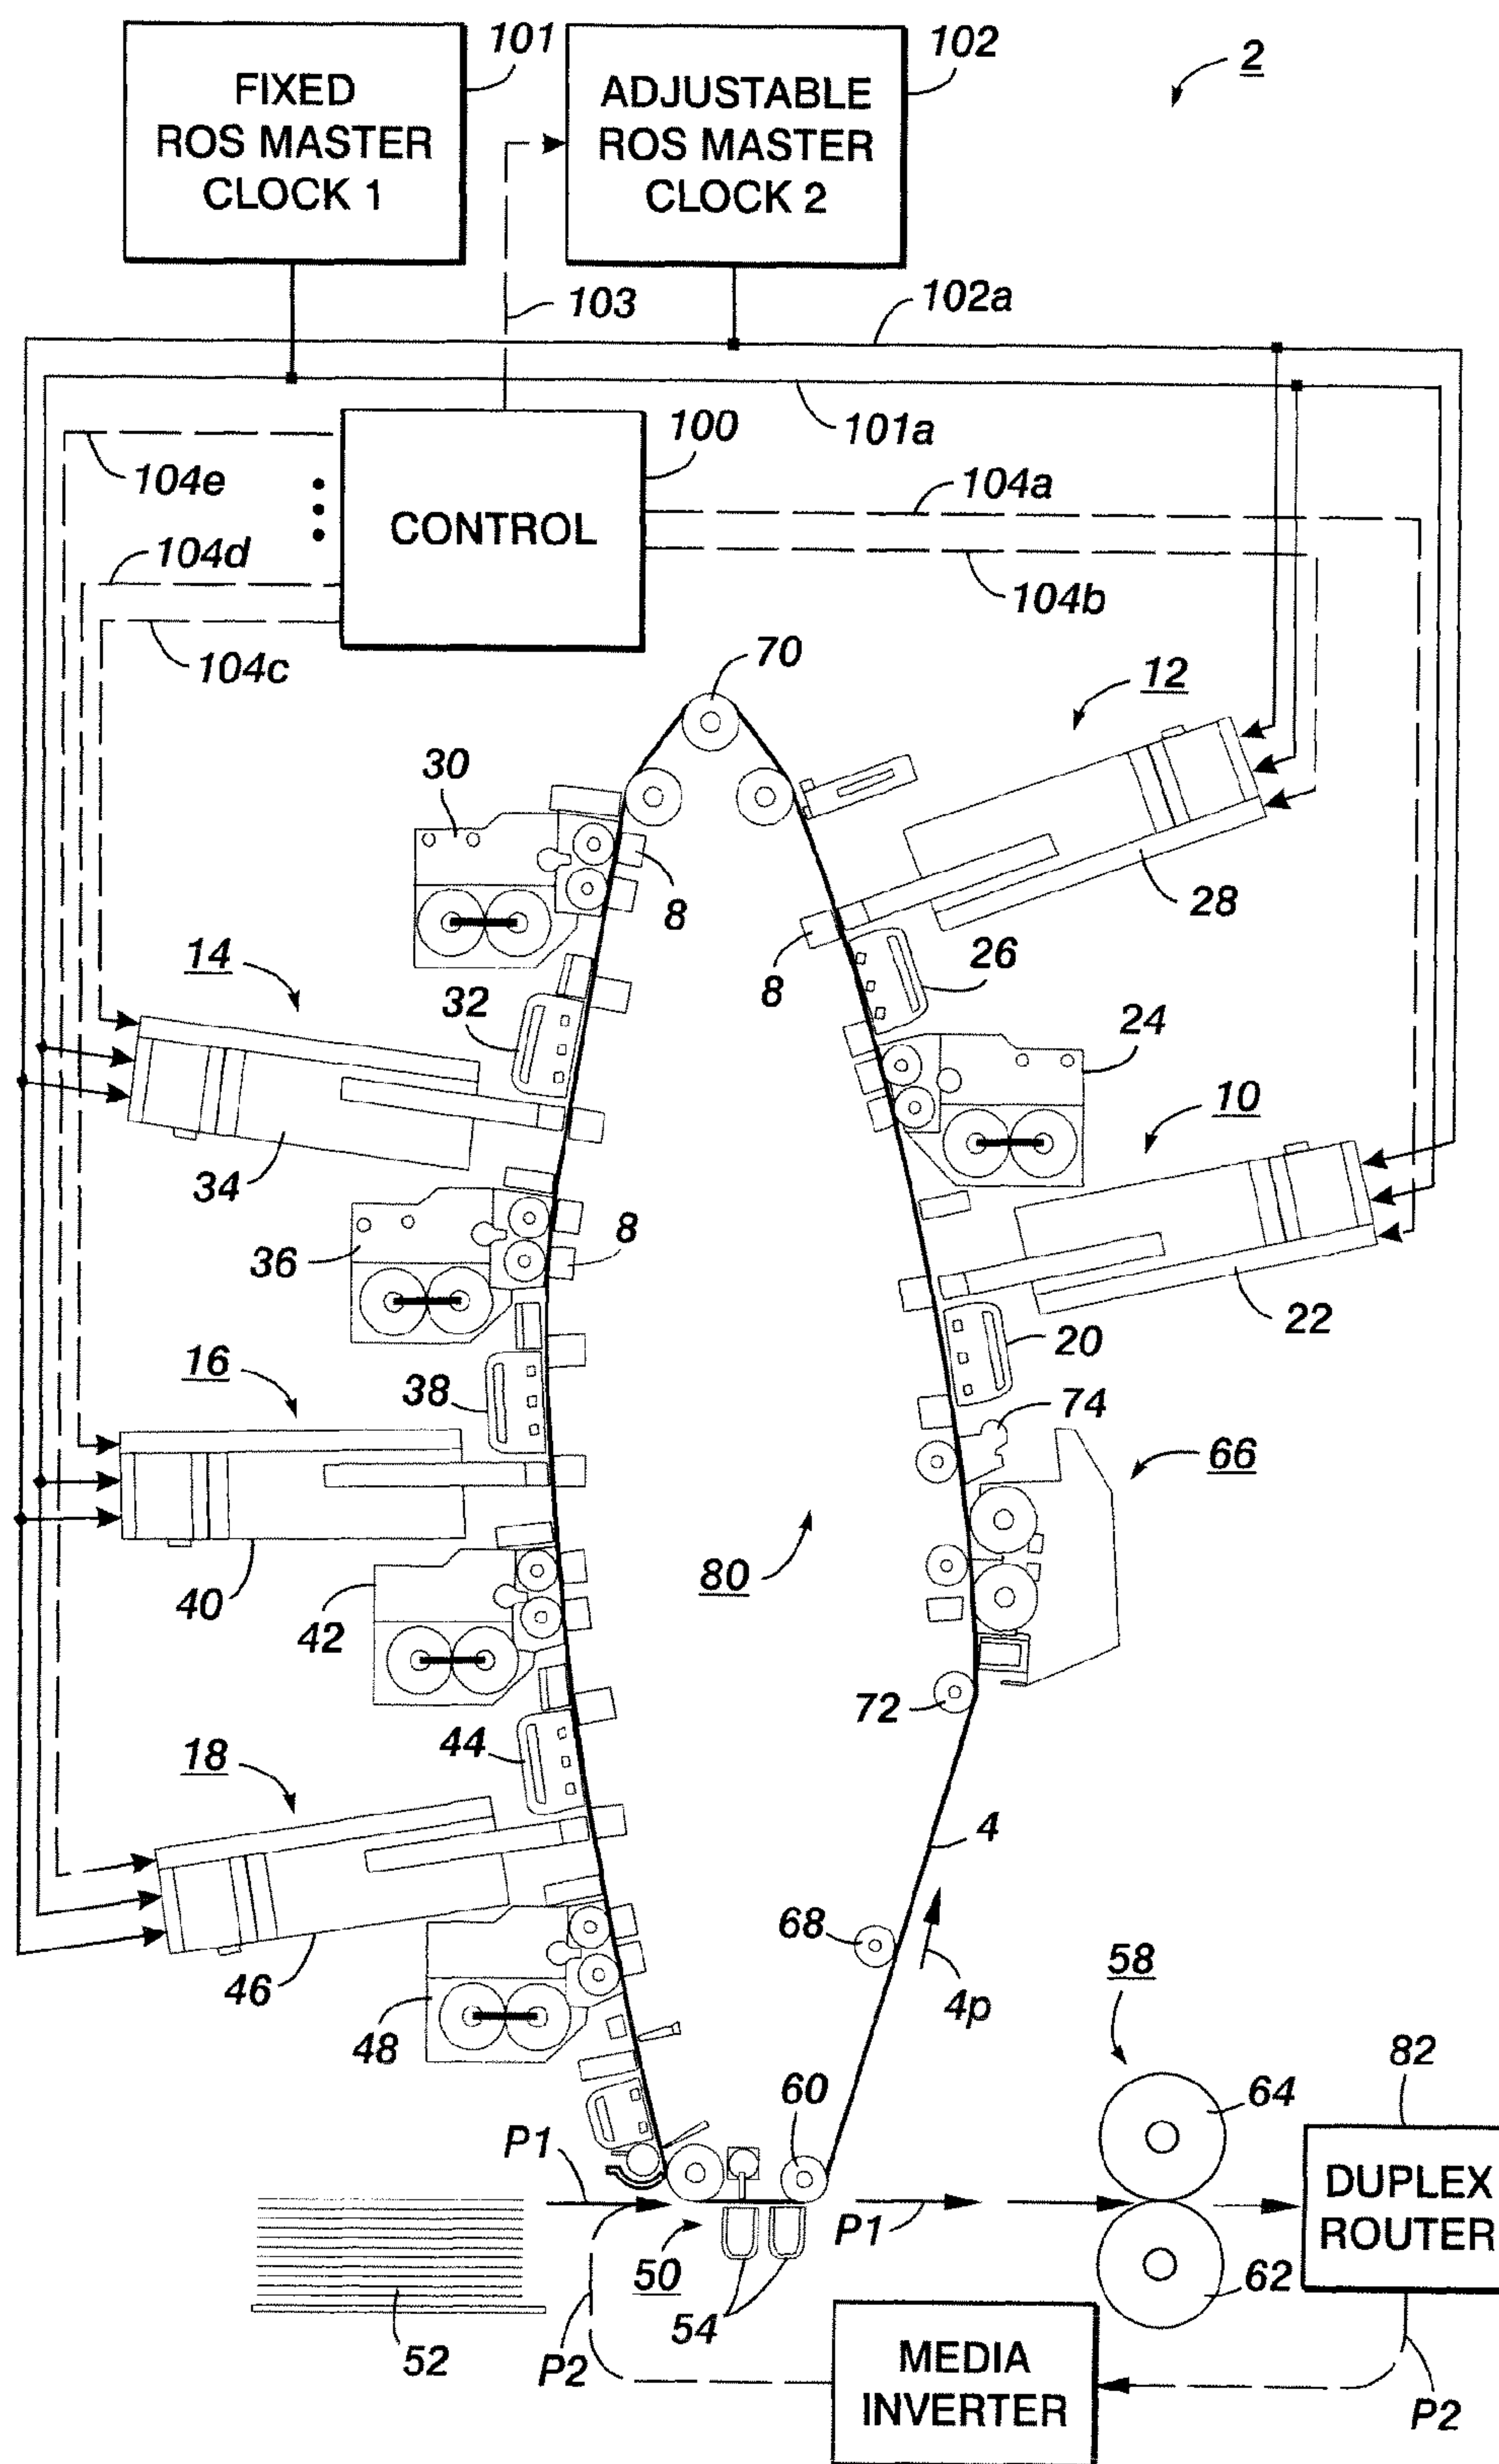 101
102
2
FIXED
ROS MASTER
CLOCK 1
ADJUSTABLE
ROS MASTER
CLOCK 2
103
102a
101a
100
104e
104a
CONTROL
104d
104b
104c
70
12
30
8
28
14
8
26
32
24
10
34
8
36
20
22
16
38
74
66
40
80
42
72
44
18
4
68
46
4p
58
48
82
60
64
P1
DUPLEX
ROUTER
P1
50
62
54
52
P2
MEDIA
INVERTER
P2